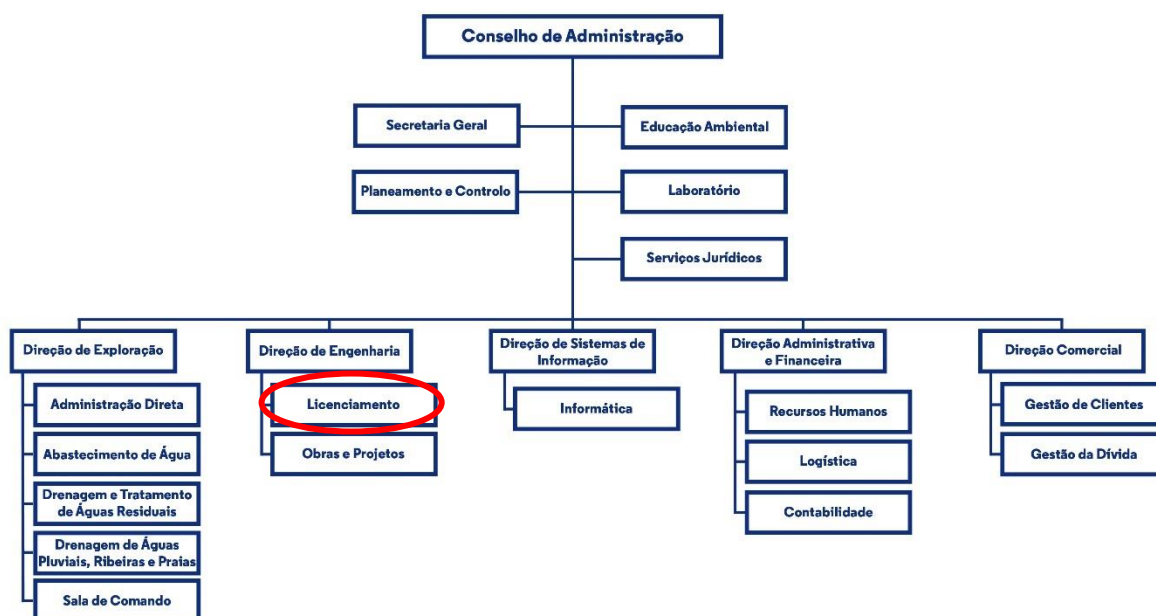 Conselho de Administração
Secretaria Geral
Educação Ambiental
Planeamento e Controlo
Laboratório
Serviços Jurídicos
Direção de Exploração
Direção de Engenharia
Direção de Sistemas de
Informação
Direção Administrativa
e Financeira
Direção Comercial
Administração Direta
Licenciamento
Informática
Recursos Humanos
Gestão de Clientes
Abastecimento de Água
Obras e Projetos
Logística
Gestão da Dívida
Drenagem e Tratamento
de Águas Residuais
Contabilidade
Drenagem de Águas
Pluviais, Ribeiras e Praias
Sala de Comando